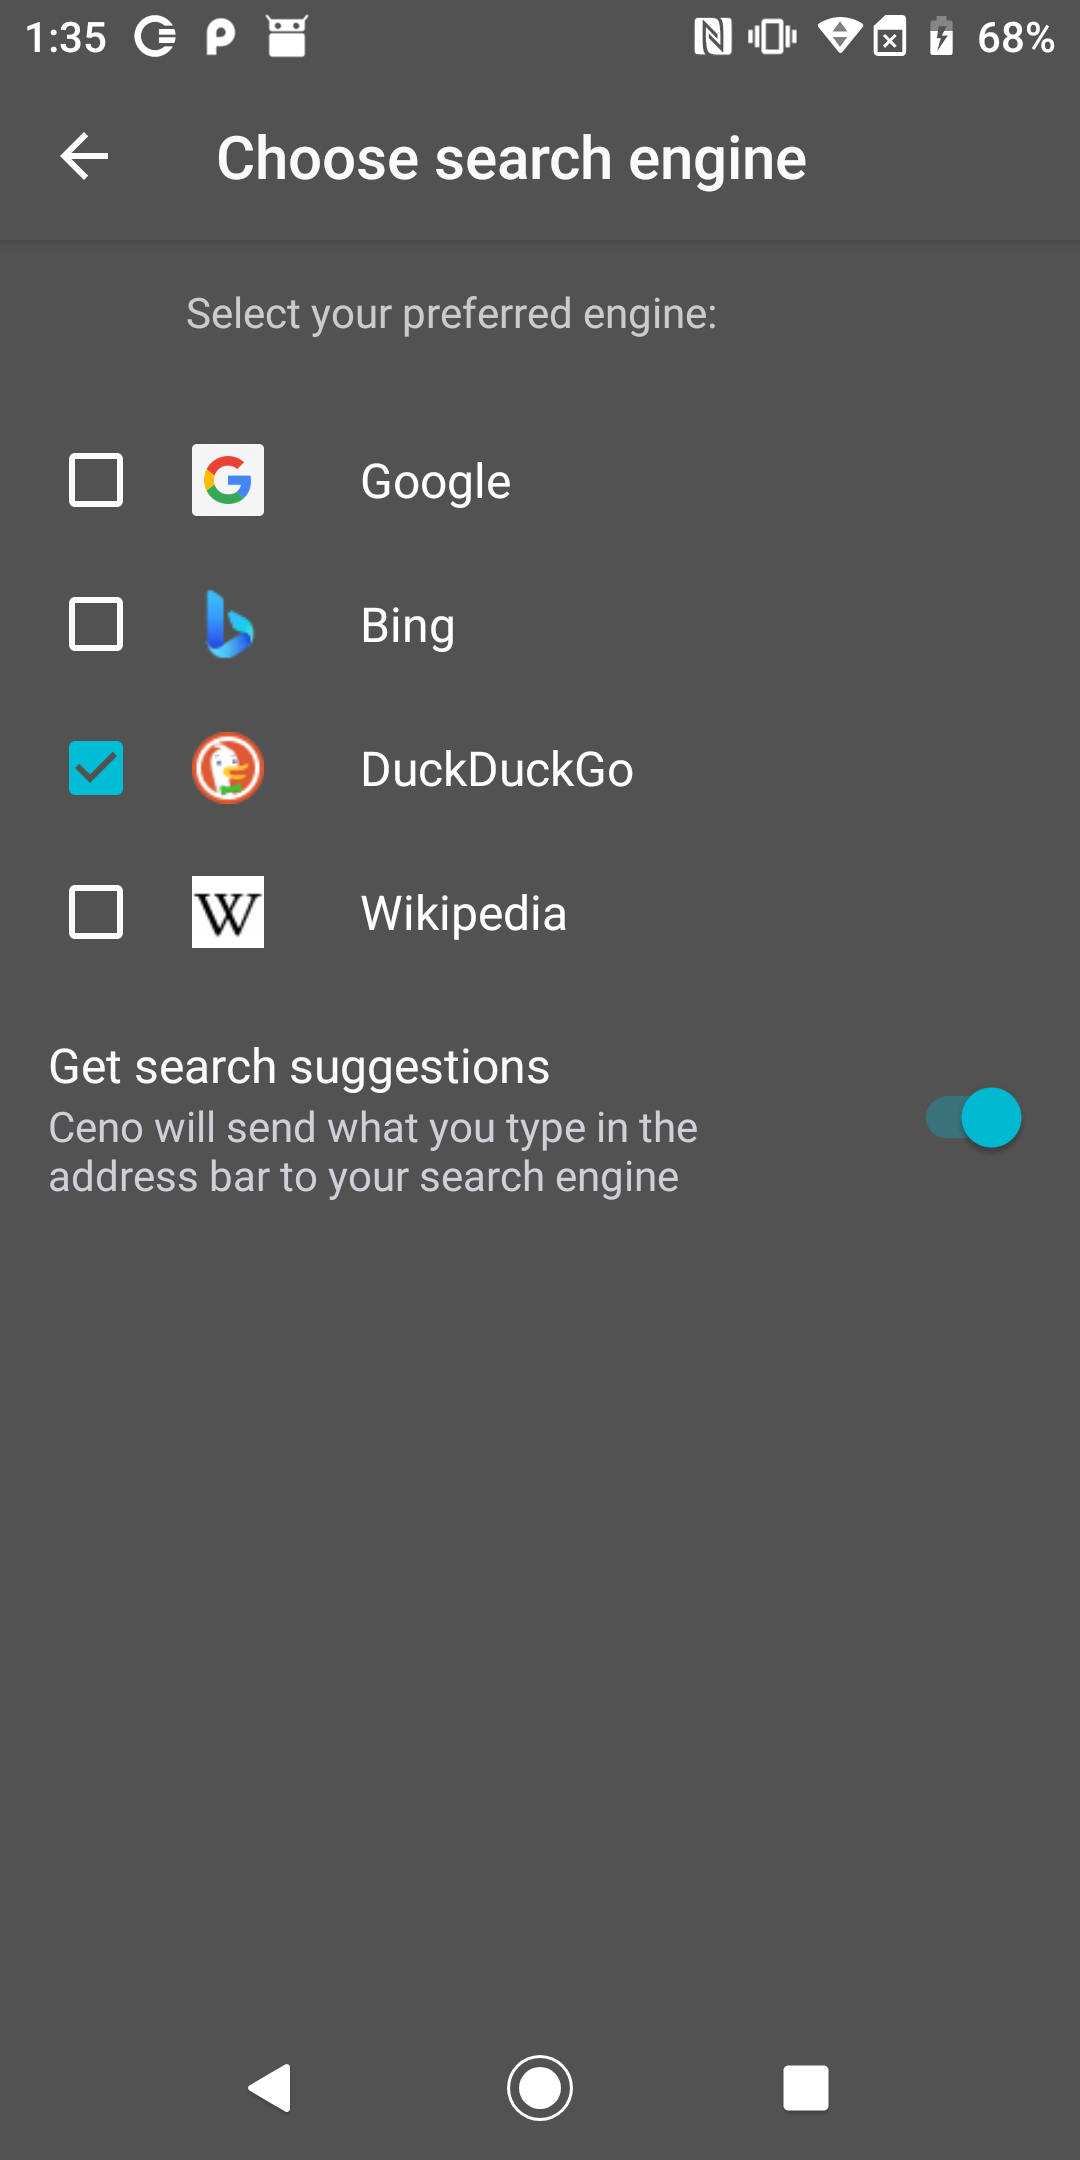 1:35
68%
Choose search engine
Select your preferred engine:
Google
Bing
DuckDuckGo
W
Wikipedia
Get search suggestions
Ceno will send what you type in the
address bar to your search engine